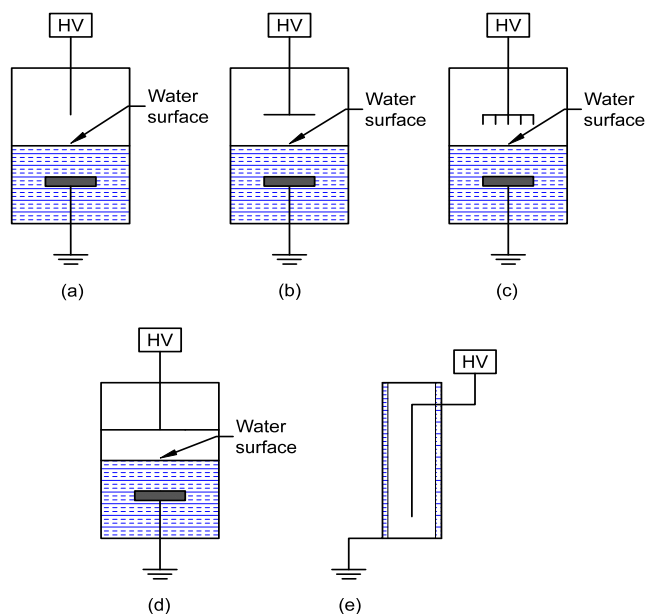 HV
HV
HV
Water
surface
Water
surface
Water
surface
(a)
(b)
(c)
HV
HV
Water
surface
(d)
(e)